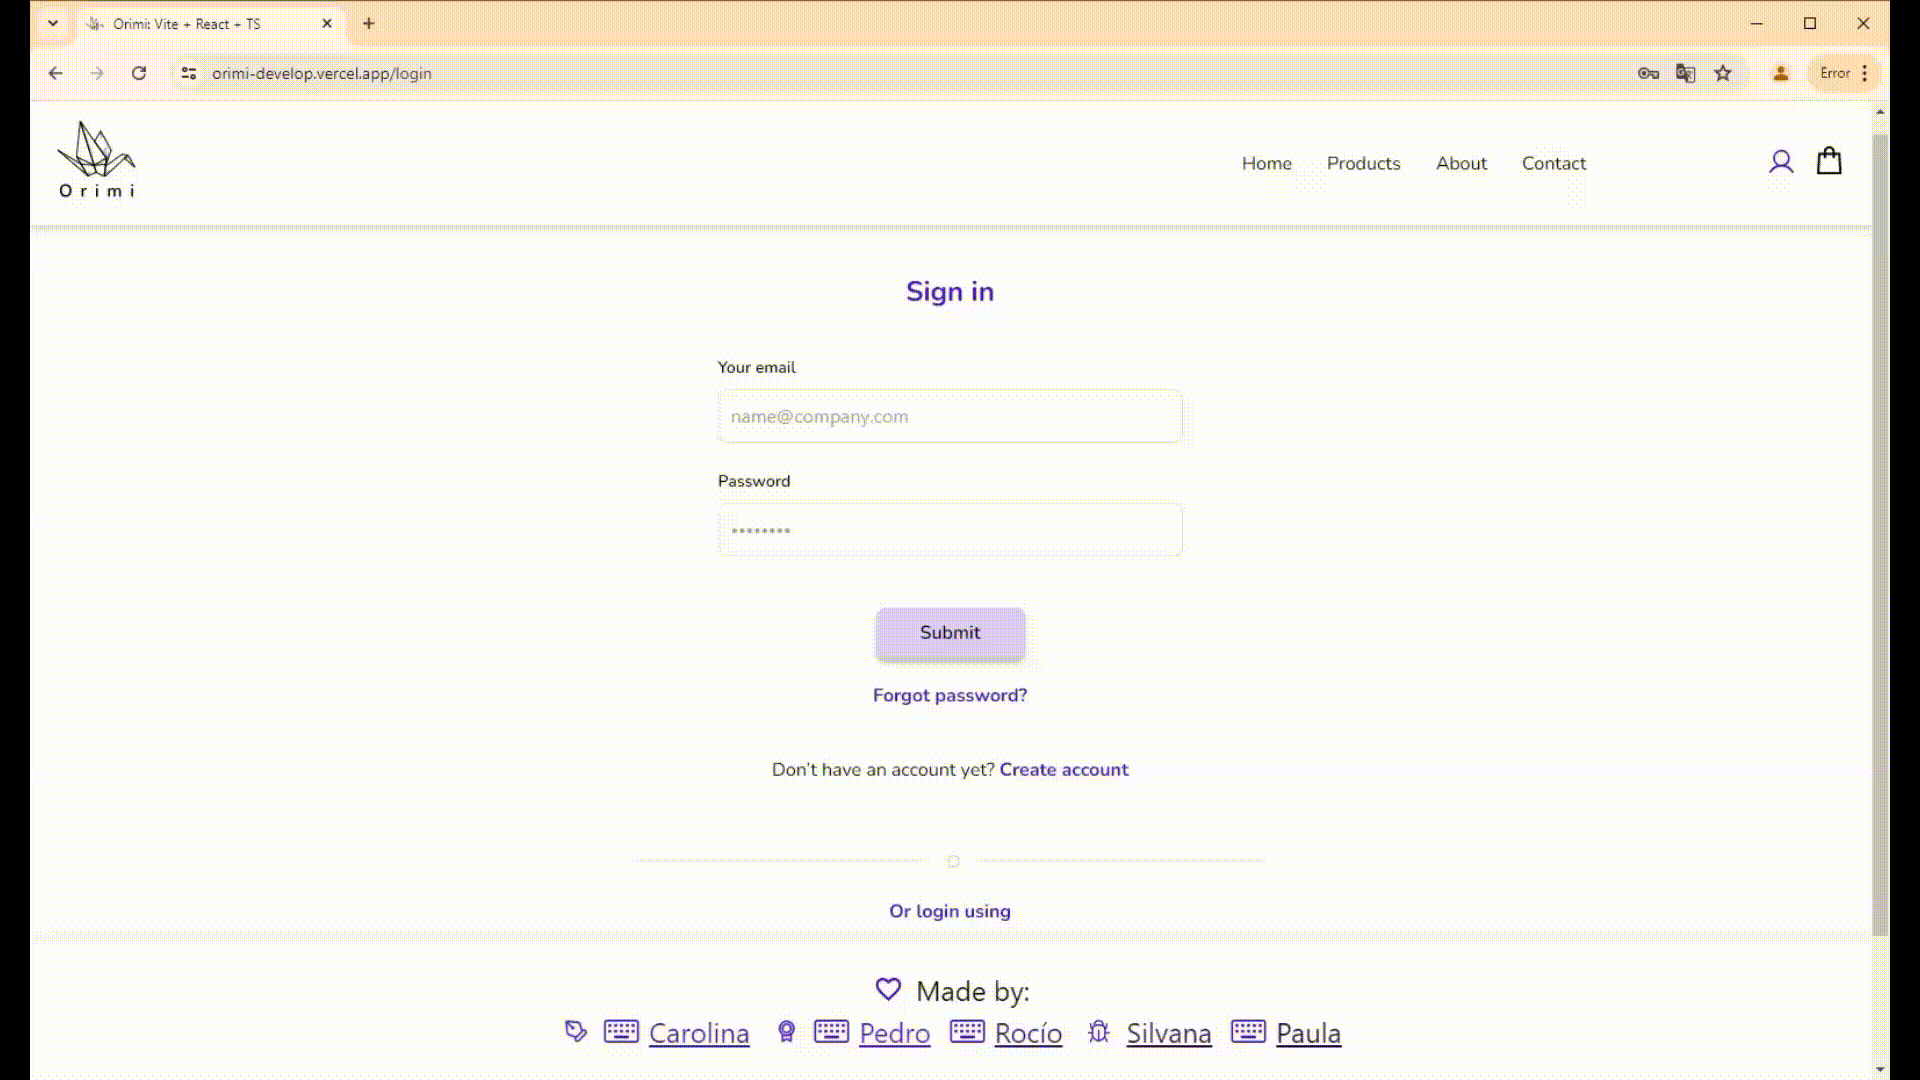 Orimi: Vite + React + TS
orimi-develop.vercel.app/login
Error
Orimi
Home Products About Contact
Sign in
Your email
name@company.com
Password
••••••••
Submit
Forgot password?
Don't have an account yet? Create account
Or login using
Made by:
Carolina Pedro Rocío Silvana Paula